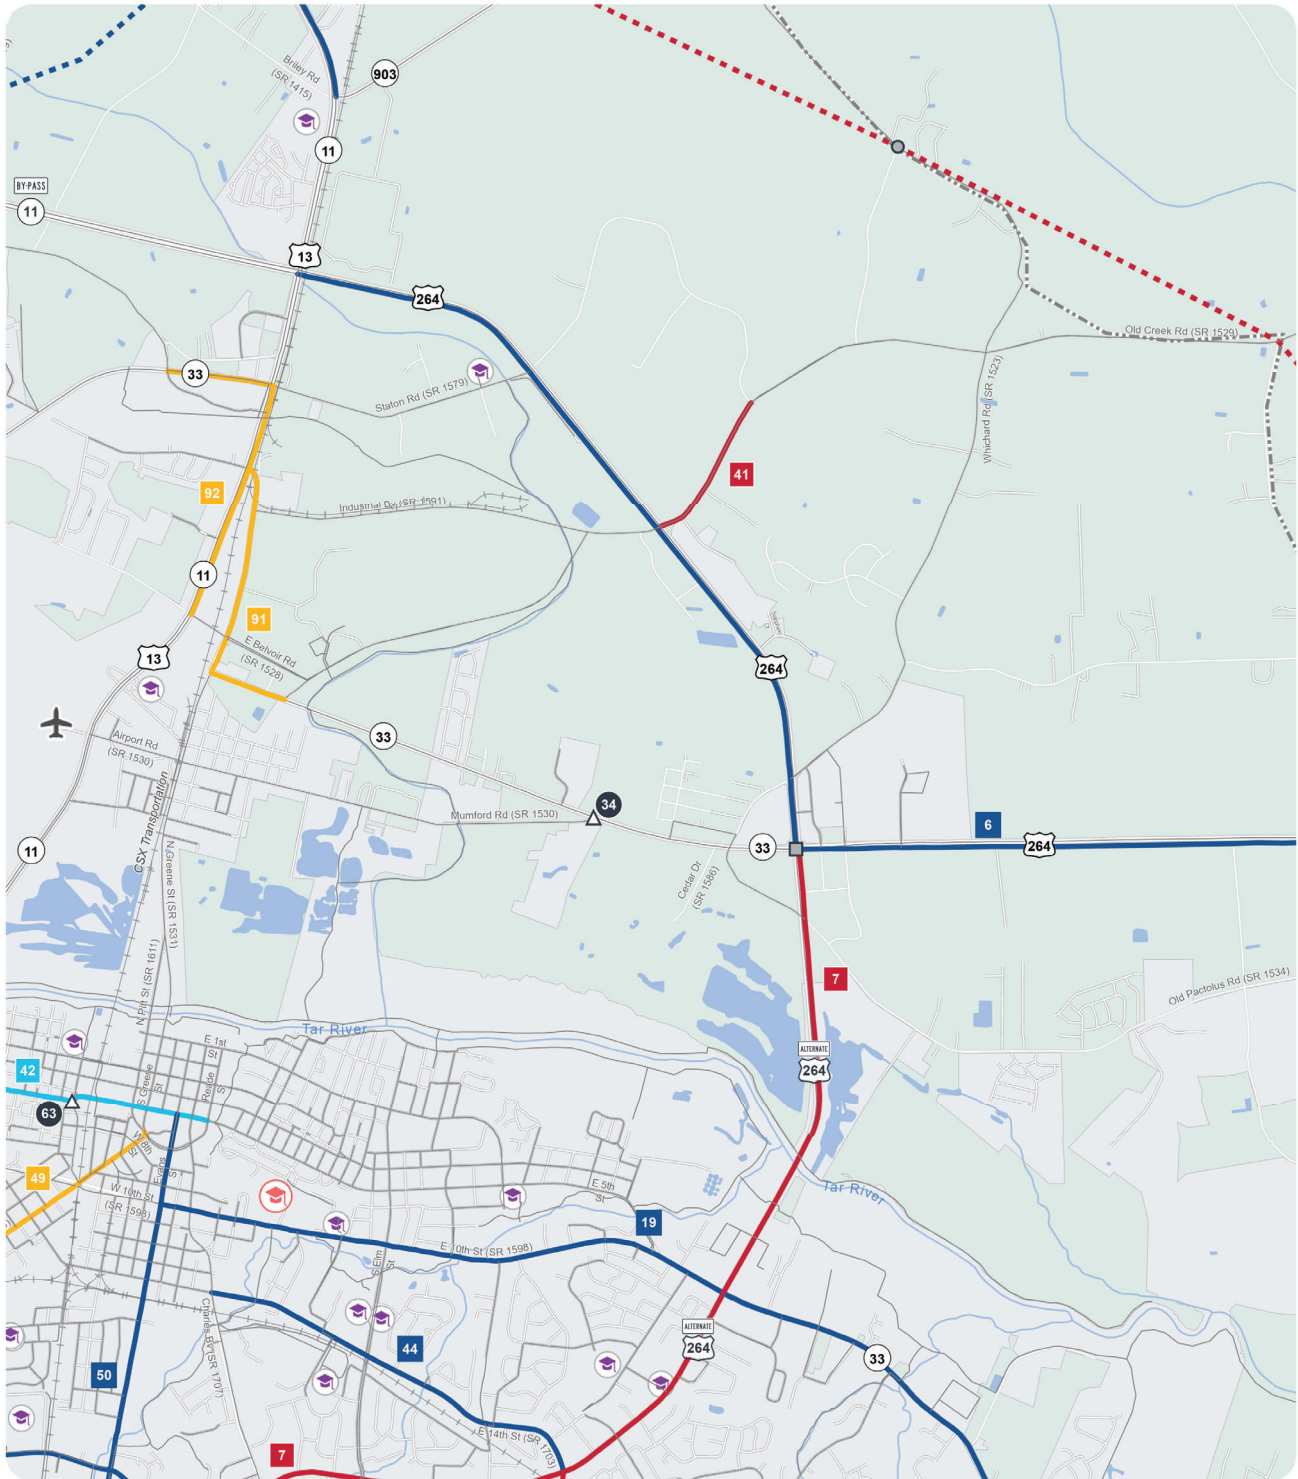 Briley Rd
(SR 1415)
903
11
BY-PASS
11
13
264
Old Creek Rd (SR 1529)
33
Staton Rd (SR 1579)
Whichard Rd (SR 1523)
41
92
Industrial Dr (SR 1591)
11
91
E Belvoir Rd
(SR 1528)
13
264
33
Airport Rd
(SR 1530)
CSX Transportation
34
Mumford Rd (SR 1530)
6
33
264
11
Cedar Dr
(SR 1586)
N Greene St (SR 1531)
N Pitt St (SR 1611)
7
Old Pactolus Rd (SR 1534)
Tar River
E 1st
St
ALTERNATE
264
42
S Greene
St
Reade
St
63
W 8th
St
Evans
St
49
W 10th St
(SR 1598)
E 5th
St
Tar River
19
E 10th St (SR 1598)
S Elm
St
Charles Bv (SR 1707)
ALTERNATE
264
44
33
50
E 14th St (SR 1703)
7